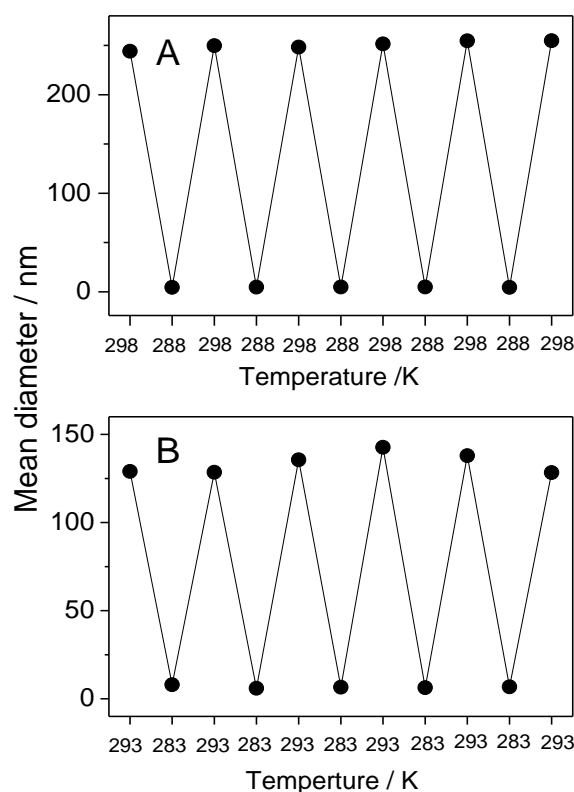 A
200
100
0
298 288 298 288 298 288 298 288 298 288 298
Temperature /K
Mean diameter / nm
B
150
100
50
0
293 283 293 283 293 283 293 283 293 283 293
Temperture / K